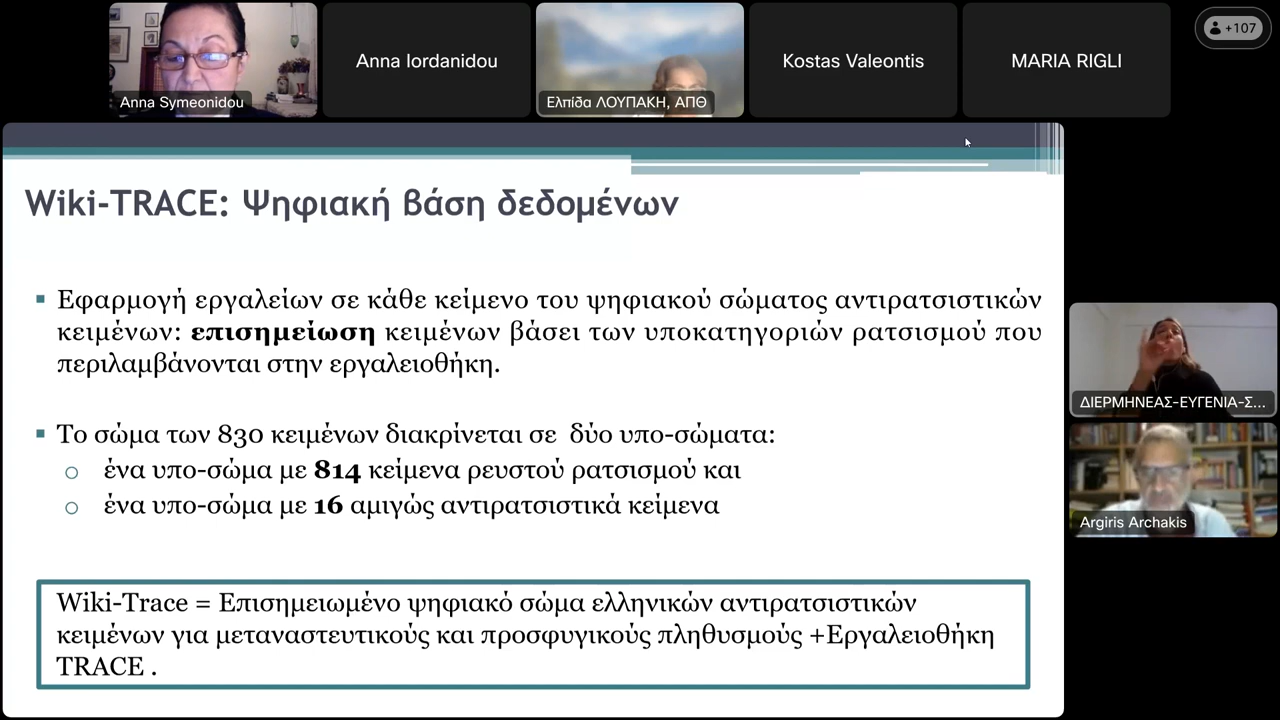 Anna Symeonidou
Anna Iordanidou
Ελπίδα ΛΟΥΠΑΚΗ, ΑΠΘ
Kostas Valeontis
MARIA RIGLI
+107
Wiki-TRACE: Ψηφιακή βάση δεδομένων
Εφαρμογή εργαλείων σε κάθε κείμενο του ψηφιακού σώματος αντιρατσιστικών
κειμένων: επισημείωση κειμένων βάσει των υποκατηγοριών ρατσισμού που
περιλαμβάνονται στην εργαλειοθήκη.
Το σώμα των 830 κειμένων διακρίνεται σε δύο υπο-σώματα:
ένα υπο-σώμα με 814 κείμενα ρευστού ρατσισμού και
ένα υπο-σώμα με 16 αμιγώς αντιρατσιστικά κείμενα
Wiki-Trace = Επισημειωμένο ψηφιακό σώμα ελληνικών αντιρατσιστικών
κειμένων για μεταναστευτικούς και προσφυγικούς πληθυσμούς +Εργαλειοθήκη
TRACE .
ΔΙΕΡΜΗΝΕΑΣ-ΕΥΓΕΝΙΑ-Σ...
Argiris Archakis